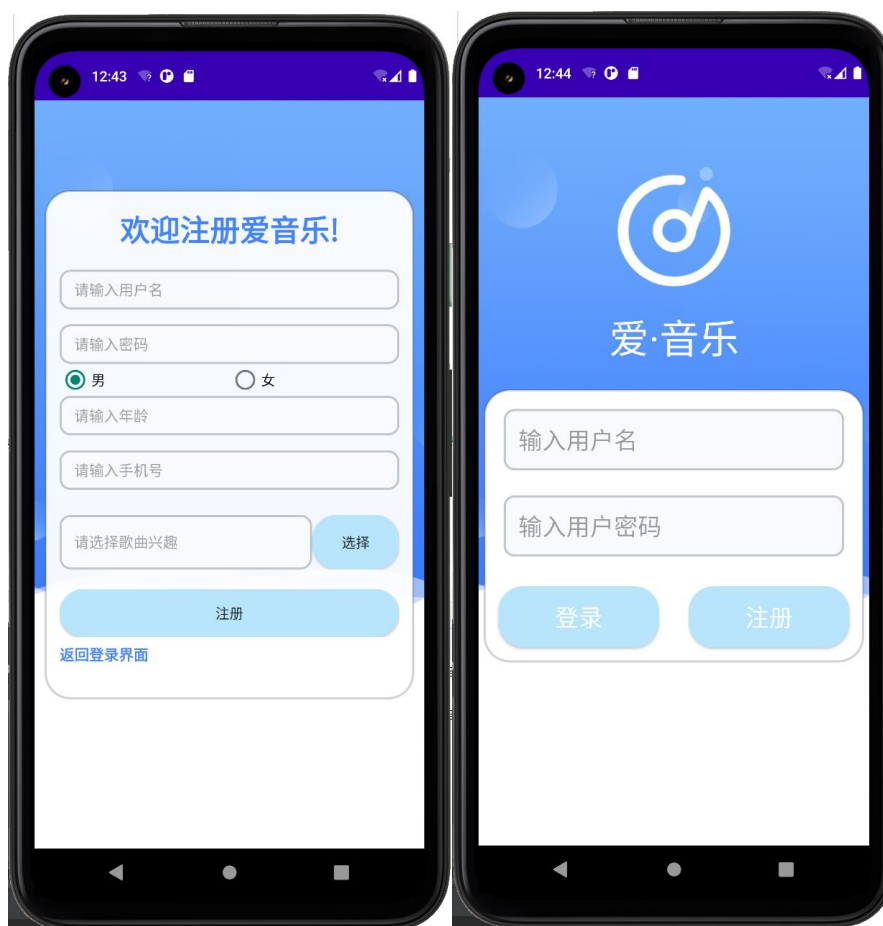 12:43
欢迎注册爱音乐!
请输入用户名
请输入密码
男 女
请输入年龄
请输入手机号
请选择歌曲兴趣 选择
注册
返回登录界面
12:44
爱·音乐
输入用户名
输入用户密码
登录 注册